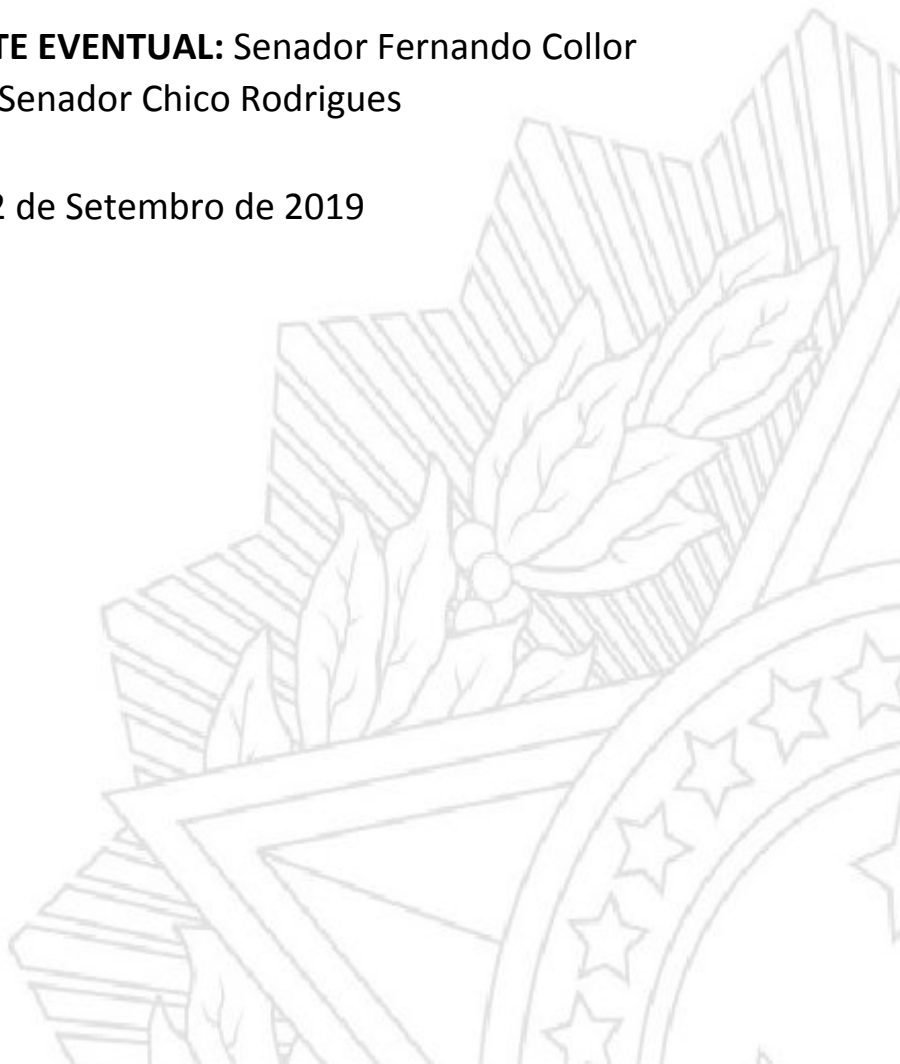 TE EVENTUAL: Senador Fernando Collor
Senador Chico Rodrigues
2 de Setembro de 2019